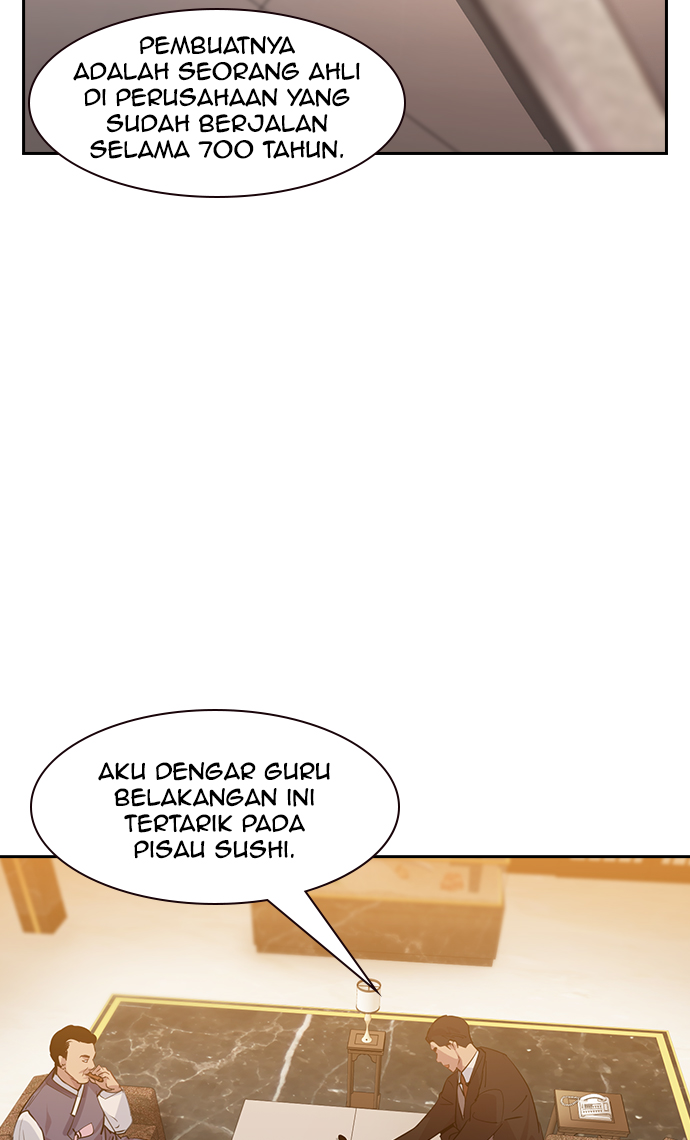 PEMBUATNYA
ADALAH SEORANG AHLI
DI PERUSAHAAN YANG
SUDAH BERJALAN
SELAMA 700 TAHUN.
AKU DENGAR GURU
BELAKANGAN INI
TERTARIK PADA
PISAU SUSHI.